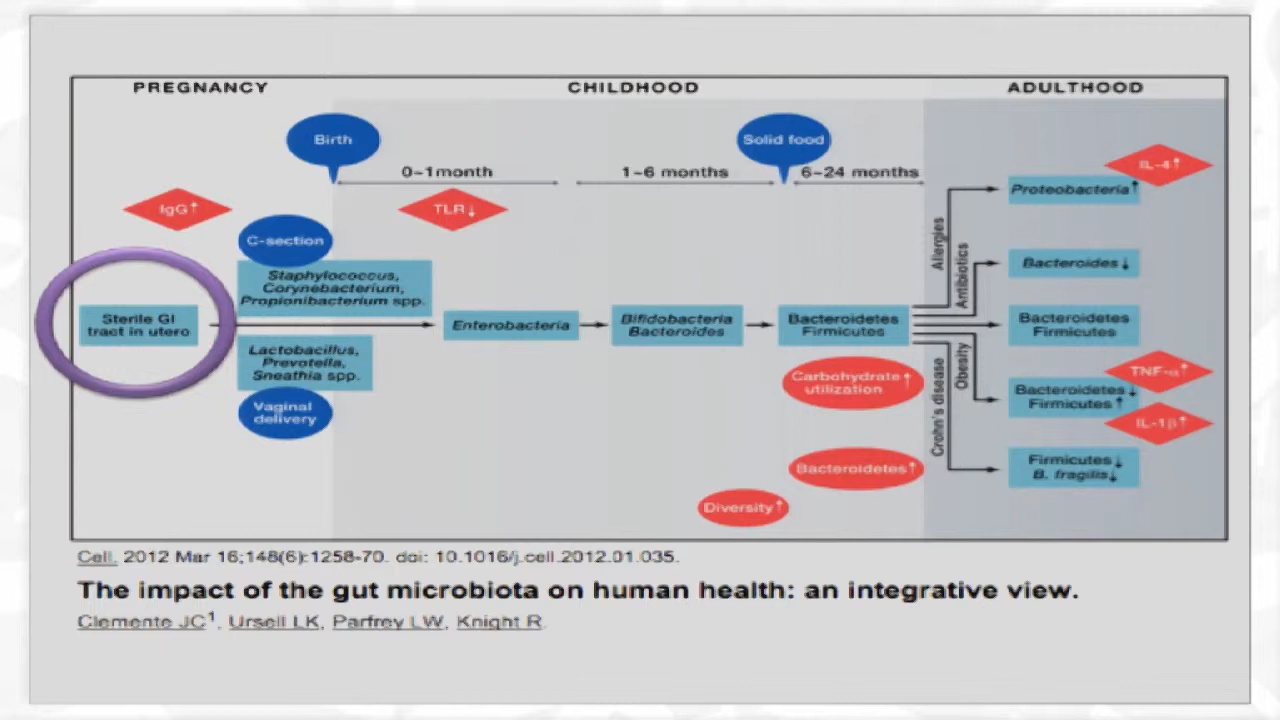 PREGNANCY
CHILDHOOD
ADULTHOOD
Birth
Solid food
0~1month
1~6 months
6~24 months
IgG↑
TLR↓
IL-4↑
C-section
Staphylococcus,
Corynebacterium,
Propionibacterium spp.
Sterile GI
tract in utero
Lactobacillus,
Prevotella,
Sneathia spp.
Vaginal
delivery
Enterobacteria
Bifidobacteria
Bacteroides
Bacteroidetes
Firmicutes
Carbohydrate↑
utilization
Bacteroidetes↑
Diversity↑
Allergies
Antibiotics
Obesity
Crohn's disease
Proteobacteria↑
Bacteroides↓
Bacteroidetes
Firmicutes
TNF-α↑
Bacteroidetes↓
Firmicutes↑
IL-1β↑
Firmicutes↓
B. fragilis↓
Cell. 2012 Mar 16;148(6):1258-70. doi: 10.1016/j.cell.2012.01.035.
The impact of the gut microbiota on human health: an integrative view.
Clemente JC1, Ursell LK, Parfrey LW, Knight R.